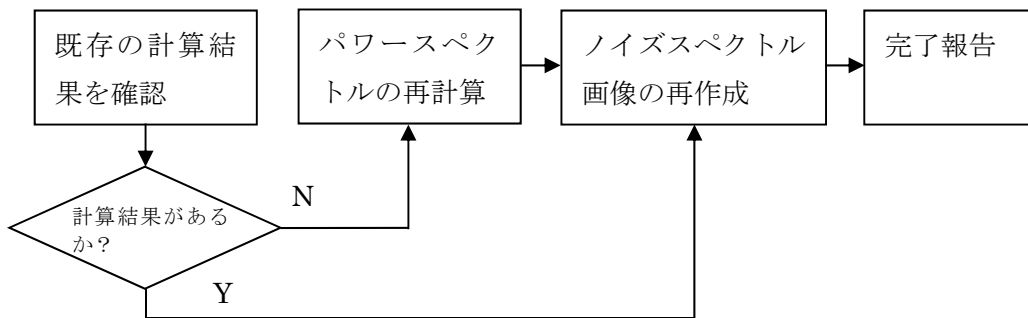 既存の計算結
果を確認
パワースペク
トルの再計算
ノイズスペクトル
画像の再作成
完了報告
計算結果がある
か？
N
Y